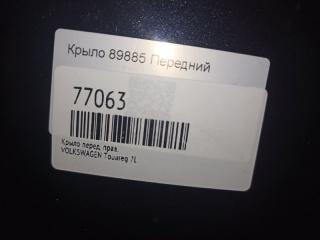 Крыло 89885 Передний
77063
Крыло перед. прав.
VOLKSWAGEN Touareg 7L